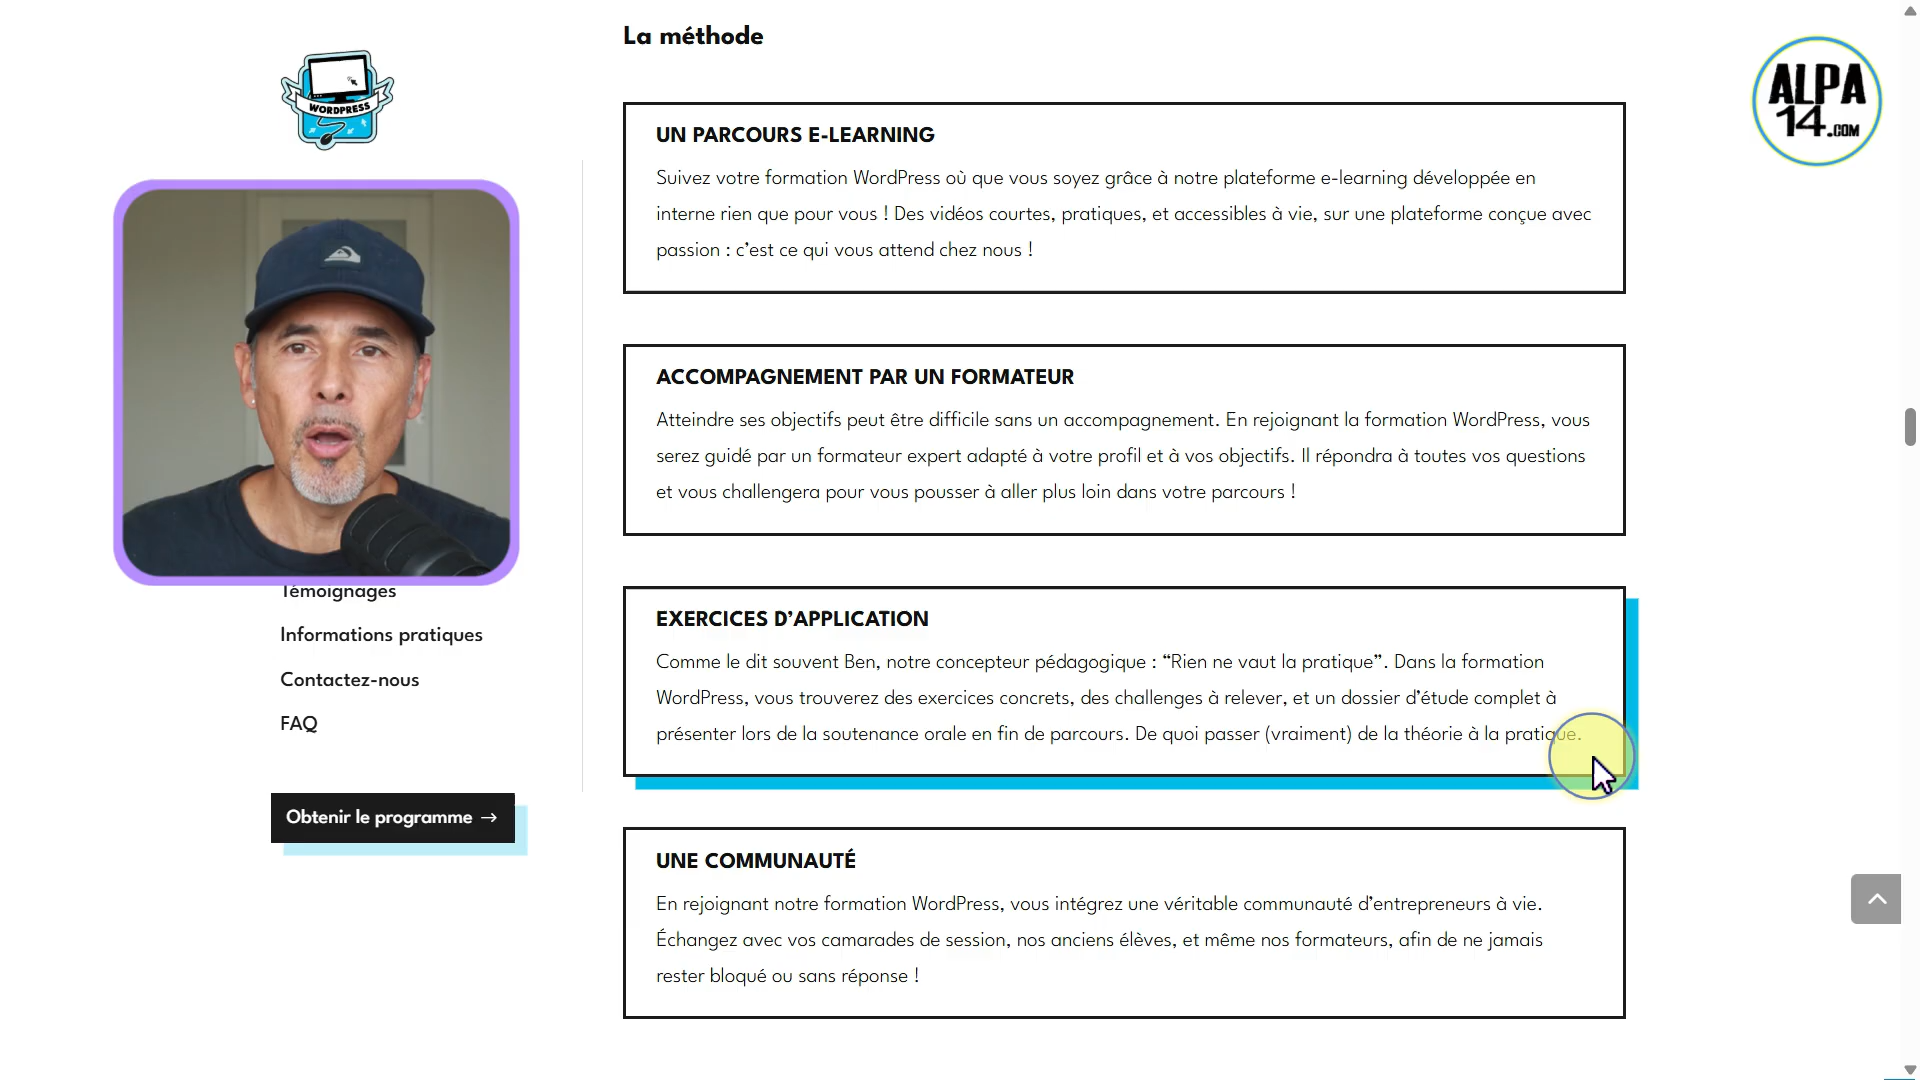 La méthode
WORDPRESS
ALPA
14.COM
UN PARCOURS E-LEARNING
Suivez votre formation WordPress où que vous soyez grâce à notre plateforme e-learning développée en
interne rien que pour vous ! Des vidéos courtes, pratiques, et accessibles à vie, sur une plateforme conçue avec
passion : c’est ce qui vous attend chez nous !
ACCOMPAGNEMENT PAR UN FORMATEUR
Atteindre ses objectifs peut être difficile sans un accompagnement. En rejoignant la formation WordPress, vous
serez guidé par un formateur expert adapté à votre profil et à vos objectifs. Il répondra à toutes vos questions
et vous challengera pour vous pousser à aller plus loin dans votre parcours !
Témoignages
Informations pratiques
Contactez-nous
FAQ
Obtenir le programme →
EXERCICES D’APPLICATION
Comme le dit souvent Ben, notre concepteur pédagogique : “Rien ne vaut la pratique”. Dans la formation
WordPress, vous trouverez des exercices concrets, des challenges à relever, et un dossier d’étude complet à
présenter lors de la soutenance orale en fin de parcours. De quoi passer (vraiment) de la théorie à la pratique.
UNE COMMUNAUTÉ
En rejoignant notre formation WordPress, vous intégrez une véritable communauté d’entrepreneurs à vie.
Échangez avec vos camarades de session, nos anciens élèves, et même nos formateurs, afin de ne jamais
rester bloqué ou sans réponse !